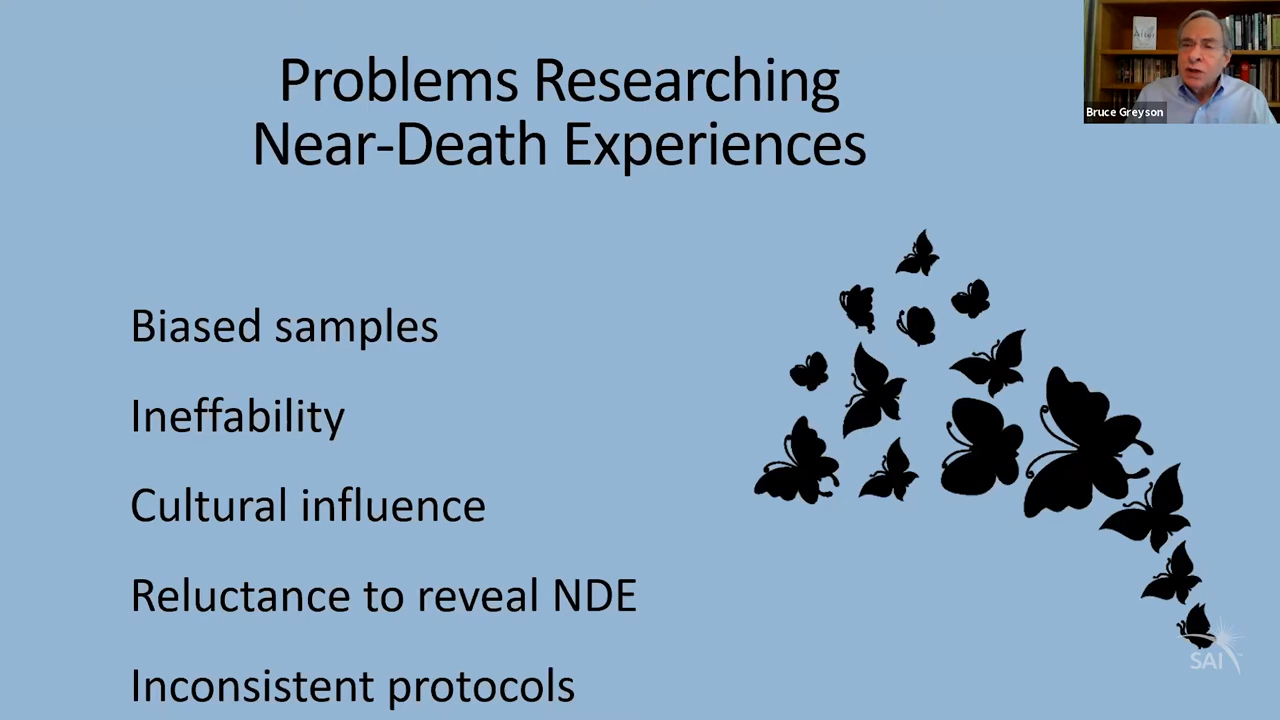 Problems Researching
Near-Death Experiences
After
Bruce Greyson
Biased samples
Ineffability
Cultural influence
Reluctance to reveal NDE
Inconsistent protocols
SAI